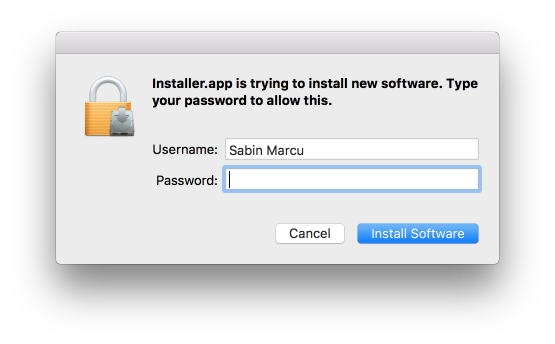 Installer.app is trying to install new software. Type
your password to allow this.
Username: Sabin Marcu
Password:
Cancel Install Software